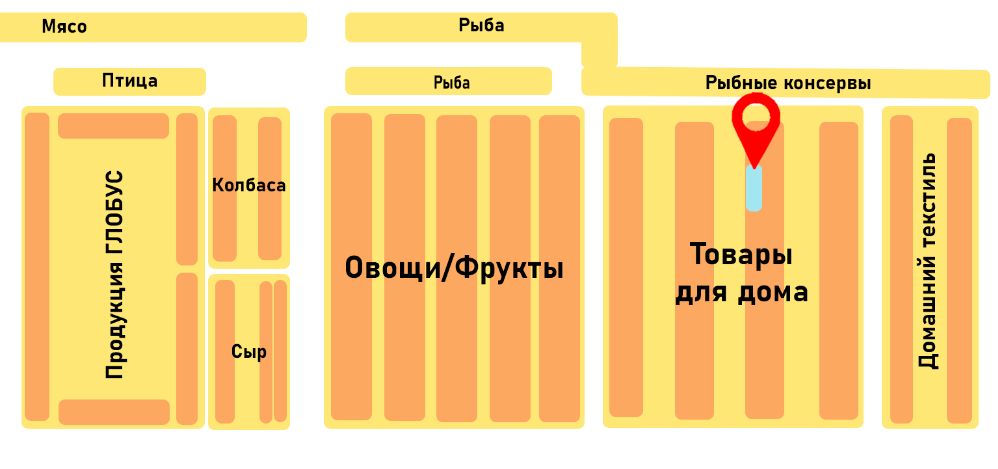 Мясо
Рыба
Птица
Рыба
Рыбные консервы
Продукция ГЛОБУС
Колбаса
Сыр
Овощи/Фрукты
Товары
для дома
Домашний текстиль